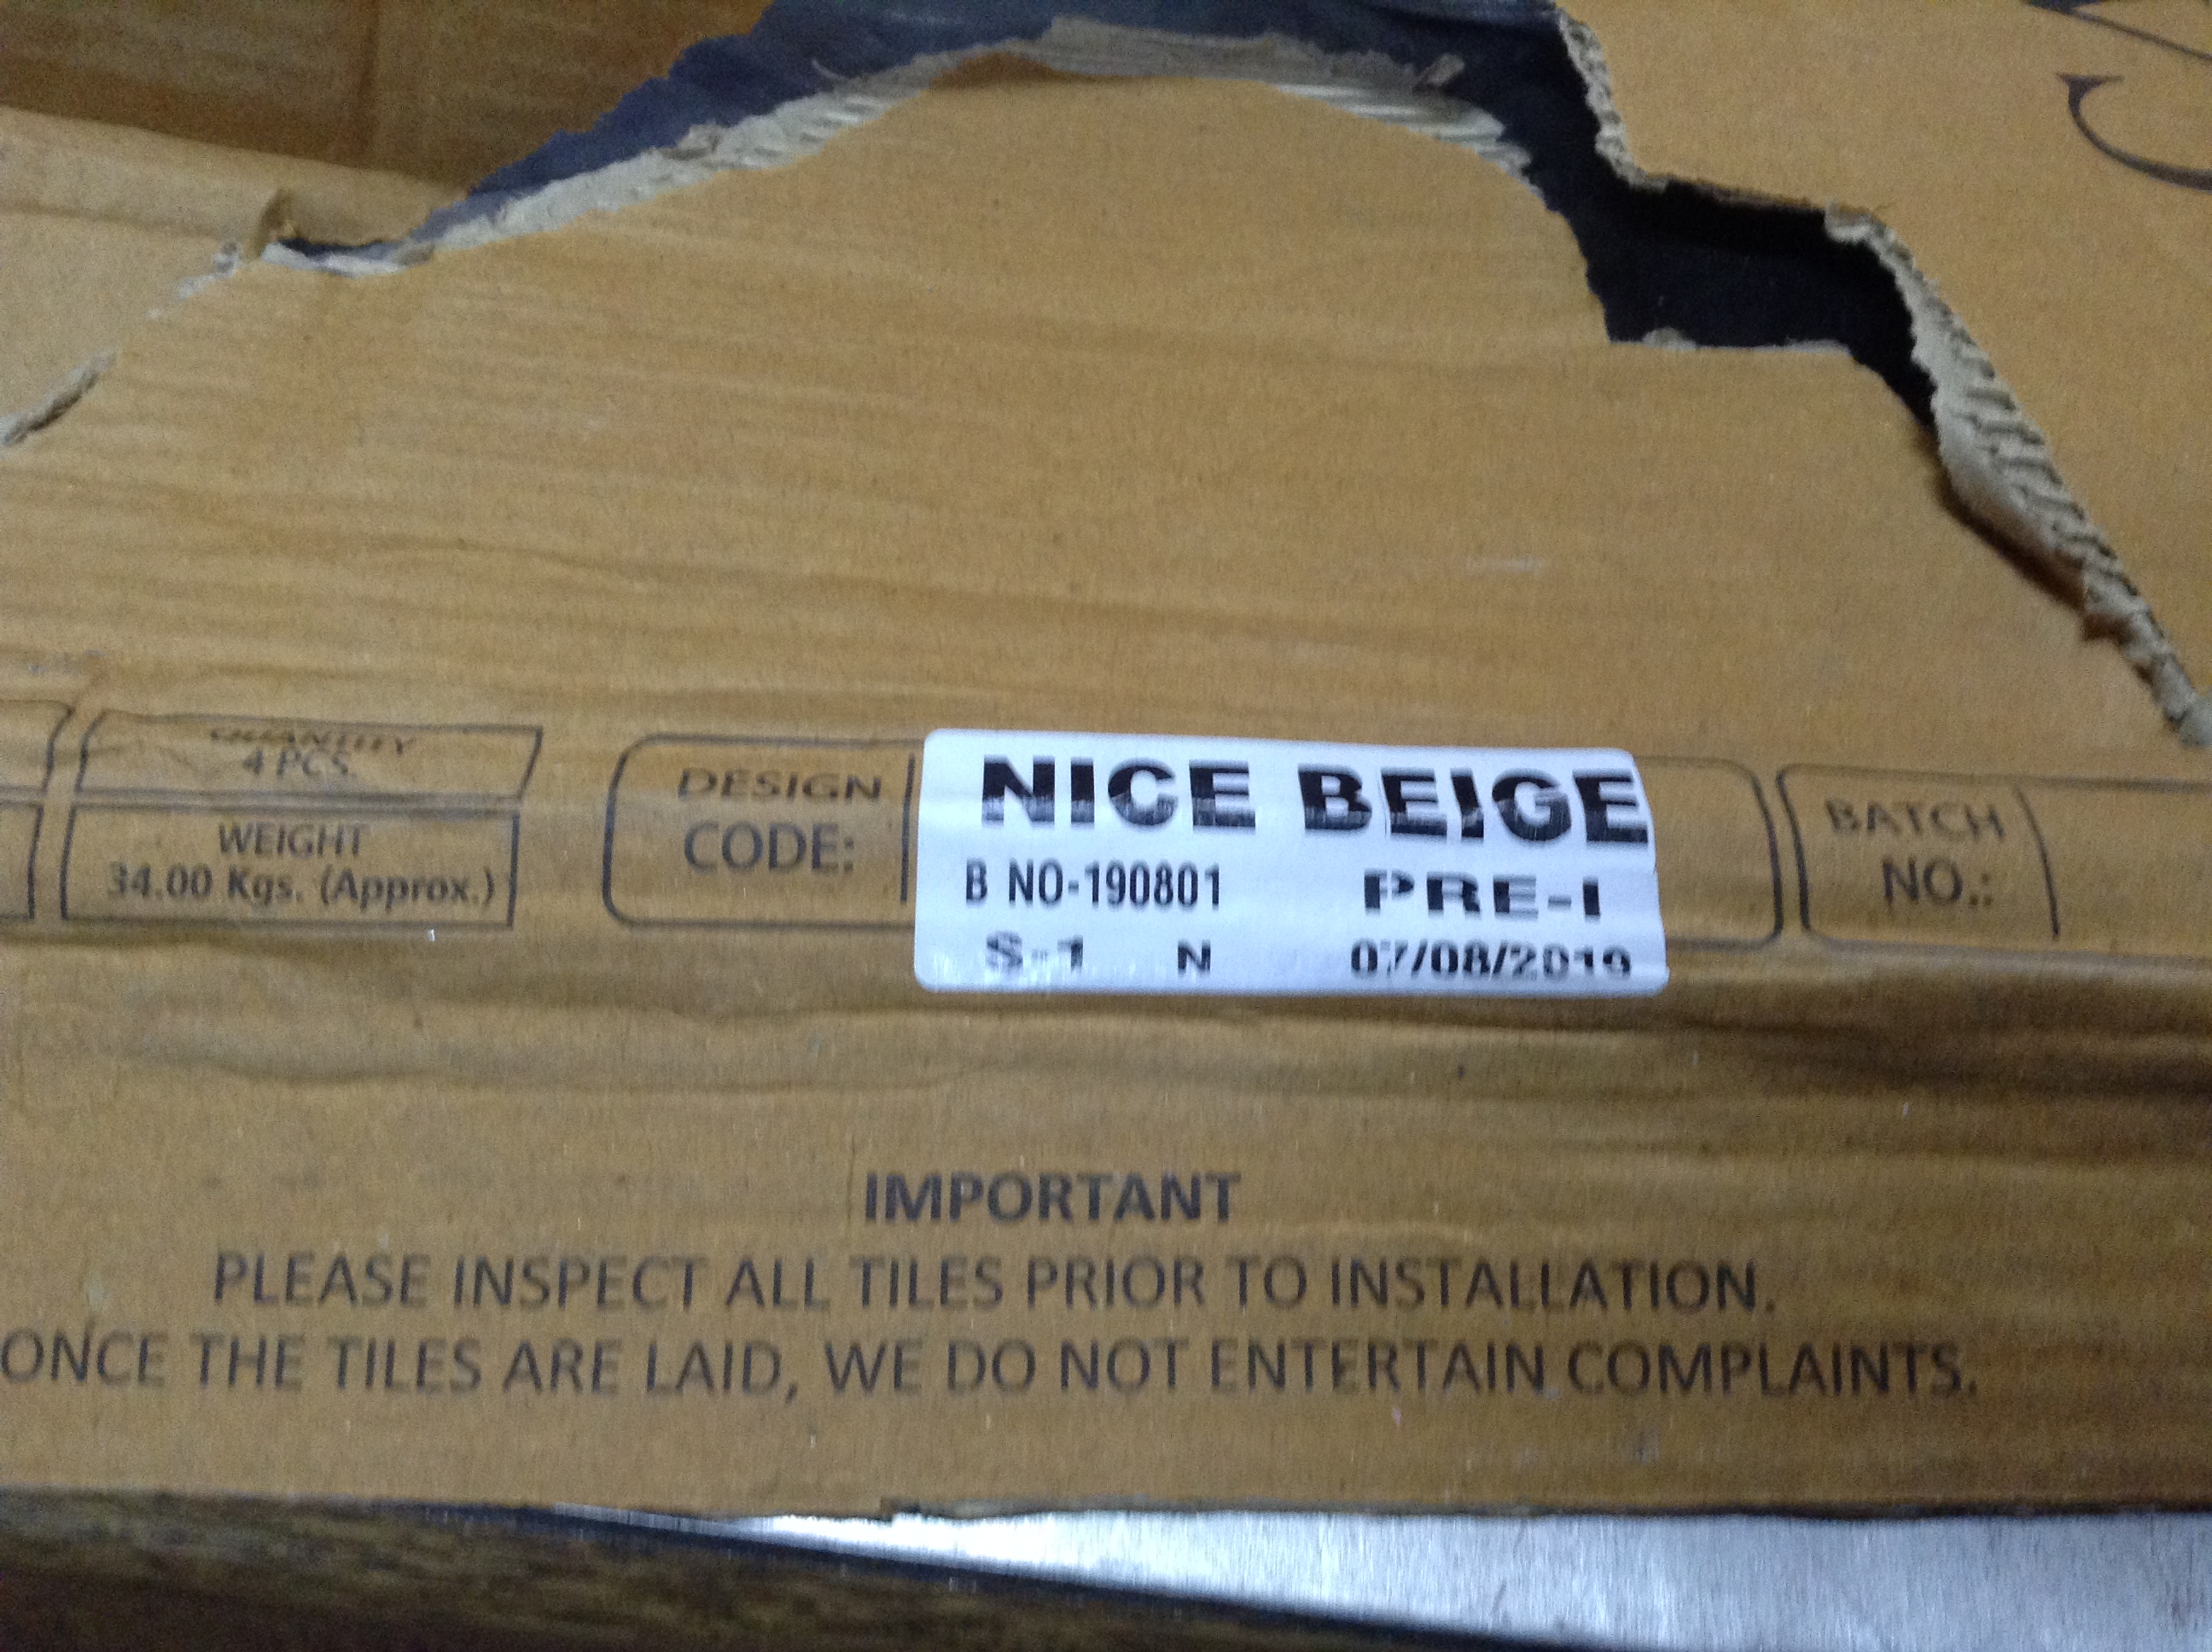 QUANTITY
4 PCS.
WEIGHT
34.00 Kgs. (Approx.)
DESIGN
CODE:
NICE BEIGE
B NO-190801 PRE-I
S-1 N 07/08/2019
BATCH
NO.:
IMPORTANT
PLEASE INSPECT ALL TILES PRIOR TO INSTALLATION.
ONCE THE TILES ARE LAID, WE DO NOT ENTERTAIN COMPLAINTS.